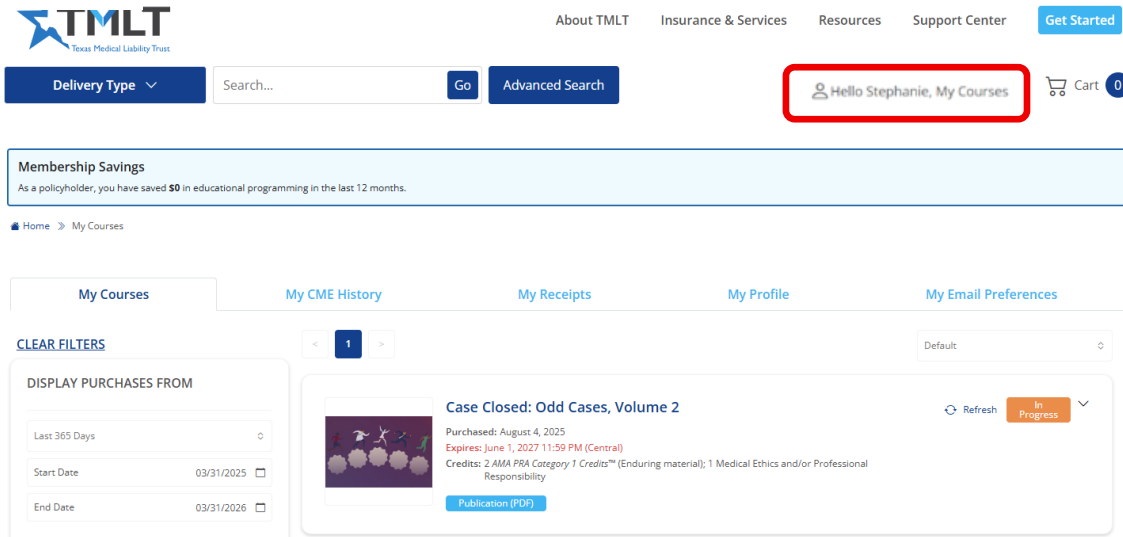 TMLT
Texas Medical Liability Trust
About TMLT Insurance & Services Resources Support Center Get Started
Delivery Type Search... Go Advanced Search Hello Stephanie, My Courses Cart 0
Membership Savings
As a policyholder, you have saved $0 in educational programming in the last 12 months.
Home » My Courses
My Courses My CME History My Receipts My Profile My Email Preferences
CLEAR FILTERS < 1 > Default
DISPLAY PURCHASES FROM
Last 365 Days
Start Date 03/31/2025
End Date 03/31/2026
Case Closed: Odd Cases, Volume 2 Refresh In Progress
Purchased: August 4, 2025
Expires: June 1, 2027 11:59 PM (Central)
Credits: 2 AMA PRA Category 1 Credits™ (Enduring material); 1 Medical Ethics and/or Professional
Responsibility
Publication (PDF)